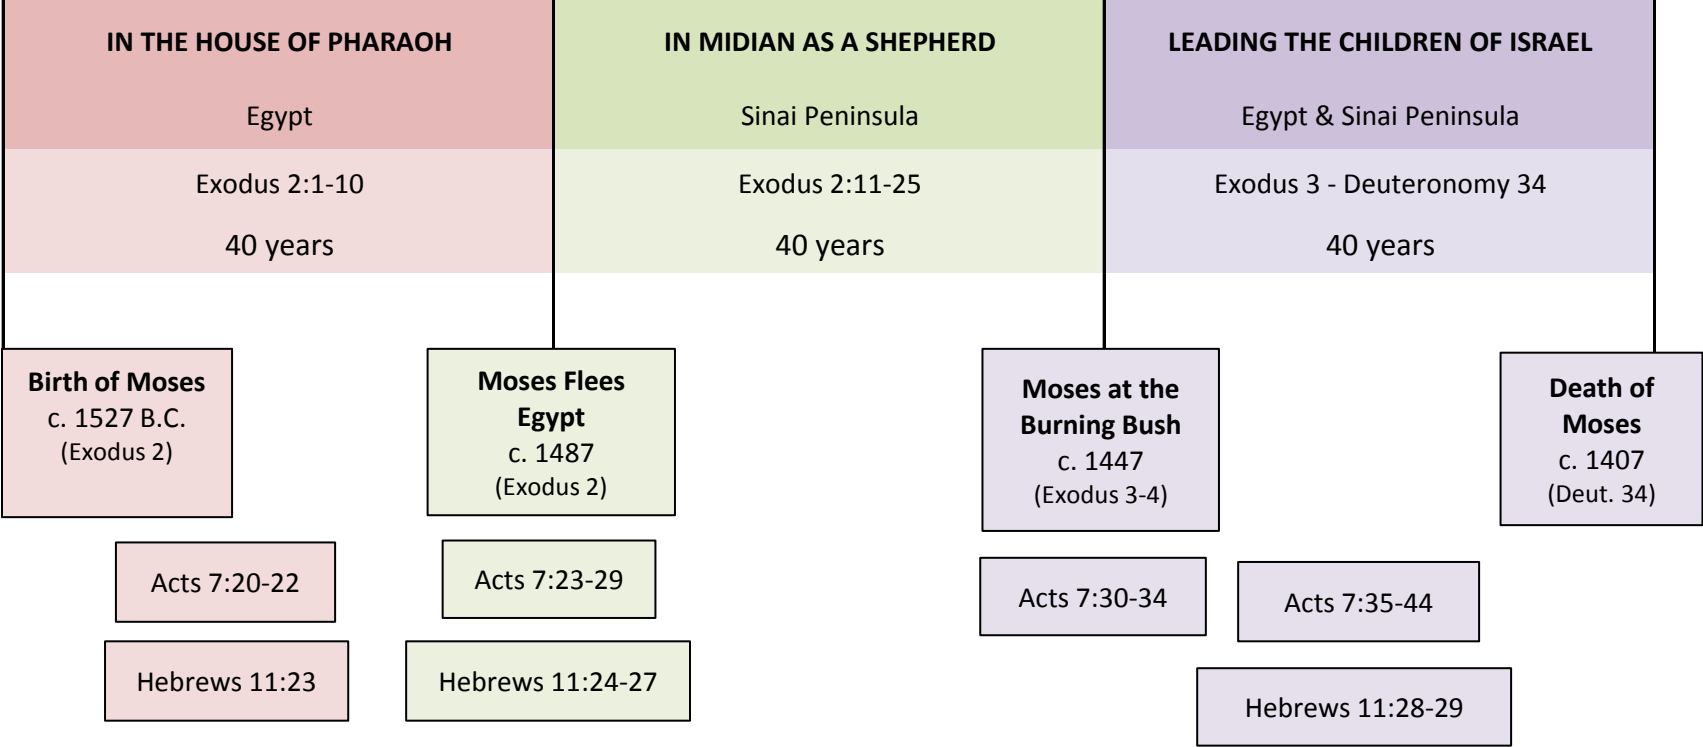 IN THE HOUSE OF PHARAOH
Egypt
Exodus 2:1-10
40 years
IN MIDIAN AS A SHEPHERD
Sinai Peninsula
Exodus 2:11-25
40 years
LEADING THE CHILDREN OF ISRAEL
Egypt & Sinai Peninsula
Exodus 3 - Deuteronomy 34
40 years
Birth of Moses
c. 1527 B.C.
(Exodus 2)
Moses Flees
Egypt
c. 1487
(Exodus 2)
Moses at the
Burning Bush
c. 1447
(Exodus 3-4)
Death of
Moses
c. 1407
(Deut. 34)
Acts 7:20-22
Hebrews 11:23
Acts 7:23-29
Hebrews 11:24-27
Acts 7:30-34
Acts 7:35-44
Hebrews 11:28-29